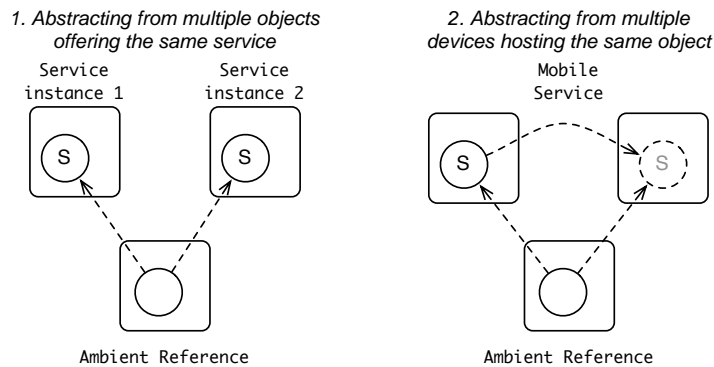 1. Abstracting from multiple objects
offering the same service
Service
instance 1
Service
instance 2
S
S
Ambient Reference
2. Abstracting from multiple
devices hosting the same object
Mobile
Service
S
S
Ambient Reference